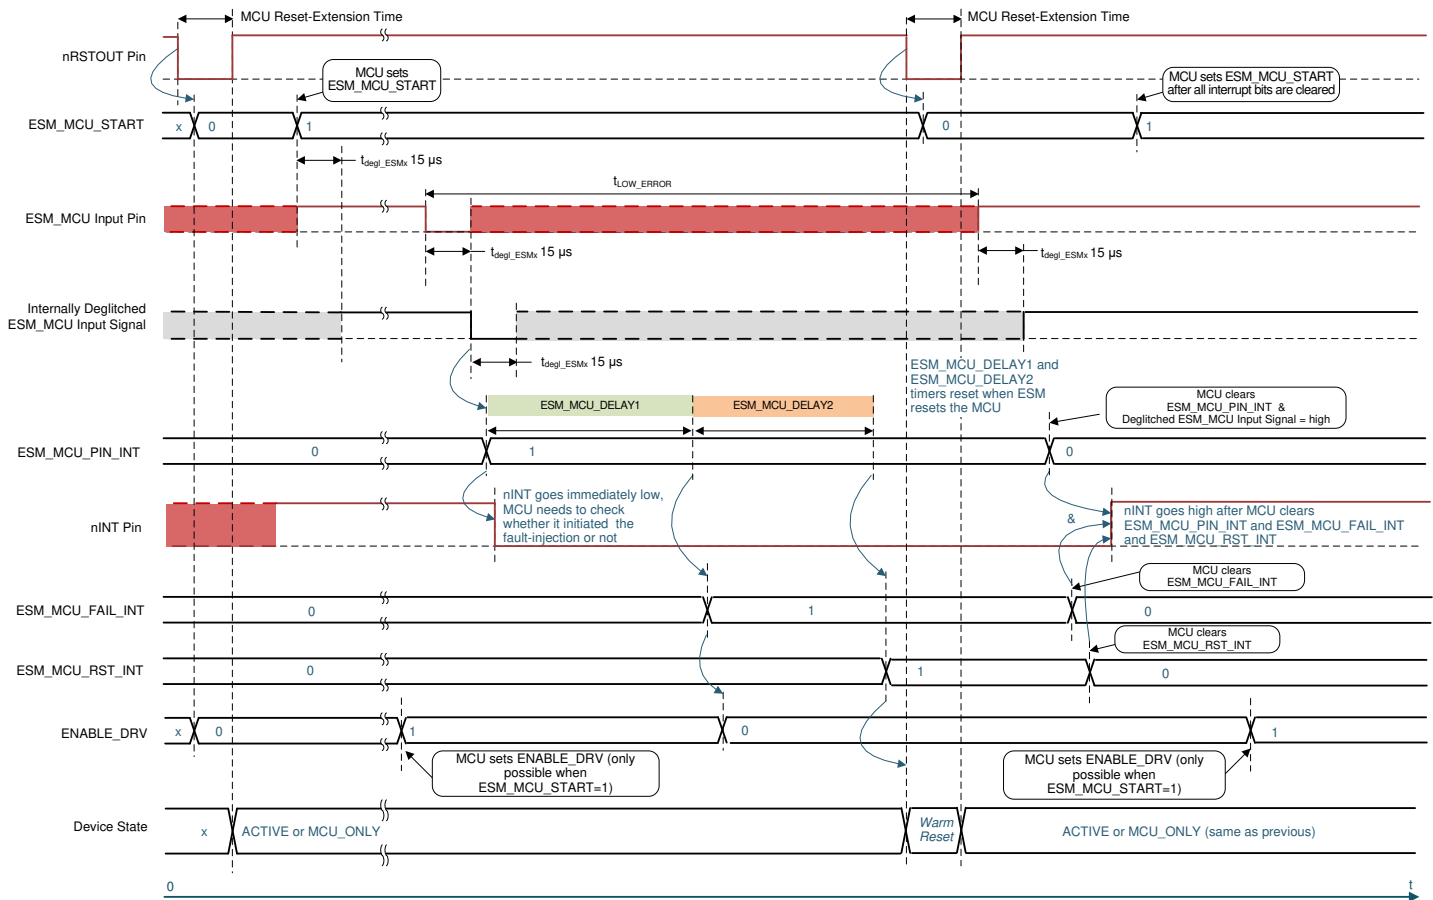 MCU Reset-Extension Time
MCU Reset-Extension Time
nRSTOUT Pin
MCU sets
ESM_MCU_START
MCU sets ESM_MCU_START
after all interrupt bits are cleared
ESM_MCU_START
x
0
1
0
1
tdegl_ESMx 15 µs
tLOW_ERROR
ESM_MCU Input Pin
tdegl_ESMx 15 µs
tdegl_ESMx 15 µs
Internally Deglitched
ESM_MCU Input Signal
tdegl_ESMx 15 µs
ESM_MCU_DELAY1 and
ESM_MCU_DELAY2
timers reset when ESM
resets the MCU
ESM_MCU_DELAY1
ESM_MCU_DELAY2
MCU clears
ESM_MCU_PIN_INT &
Deglitched ESM_MCU Input Signal = high
ESM_MCU_PIN_INT
0
1
0
nINT Pin
nINT goes immediately low,
MCU needs to check
whether it initiated the
fault-injection or not
&
nINT goes high after MCU clears
ESM_MCU_PIN_INT and ESM_MCU_FAIL_INT
and ESM_MCU_RST_INT
MCU clears
ESM_MCU_FAIL_INT
ESM_MCU_FAIL_INT
0
1
0
MCU clears
ESM_MCU_RST_INT
ESM_MCU_RST_INT
0
1
0
ENABLE_DRV
x
0
1
0
1
MCU sets ENABLE_DRV (only
possible when
ESM_MCU_START=1)
MCU sets ENABLE_DRV (only
possible when
ESM_MCU_START=1)
Device State
x
ACTIVE or MCU_ONLY
Warm
Reset
ACTIVE or MCU_ONLY (same as previous)
0
t